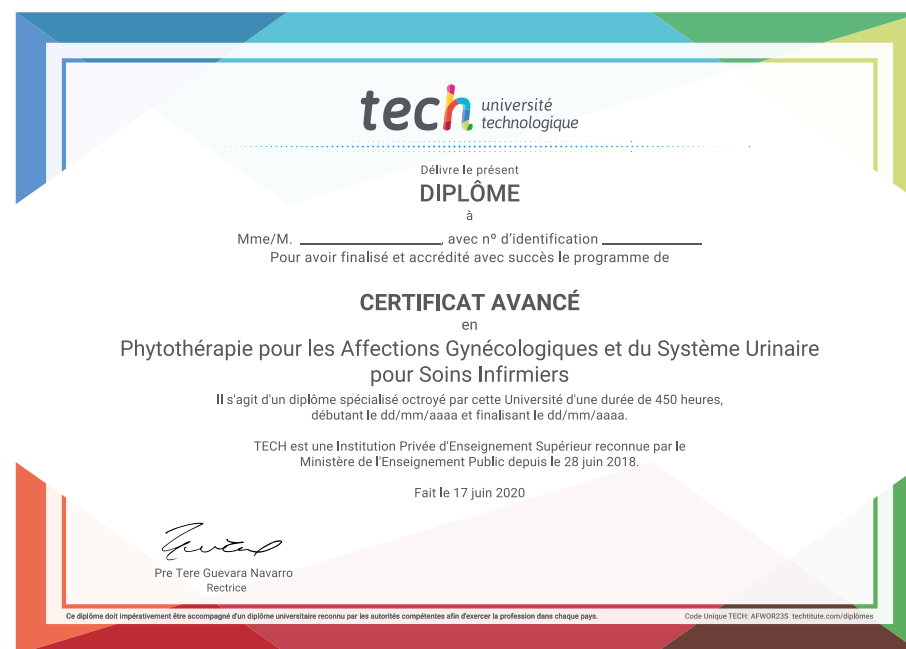 tech université
technologique
Délivre le présent
DIPLÔME
à
Mme/M. ____________________, avec nº d'identification ______________
Pour avoir finalisé et accrédité avec succès le programme de
CERTIFICAT AVANCÉ
en
Phytothérapie pour les Affections Gynécologiques et du Système Urinaire
pour Soins Infirmiers
Il s'agit d'un diplôme spécialisé octroyé par cette Université d'une durée de 450 heures,
débutant le dd/mm/aaaa et finalisant le dd/mm/aaaa.
TECH est une Institution Privée d'Enseignement Supérieur reconnue par le
Ministère de l'Enseignement Public depuis le 28 juin 2018.
Fait le 17 juin 2020
Pre Tere Guevara Navarro
Rectrice
Ce diplôme doit impérativement être accompagné d'un diplôme universitaire reconnu par les autorités compétentes afin d'exercer la profession dans chaque pays.
Code Unique TECH: AFWOR23S techtitute.com/diplômes